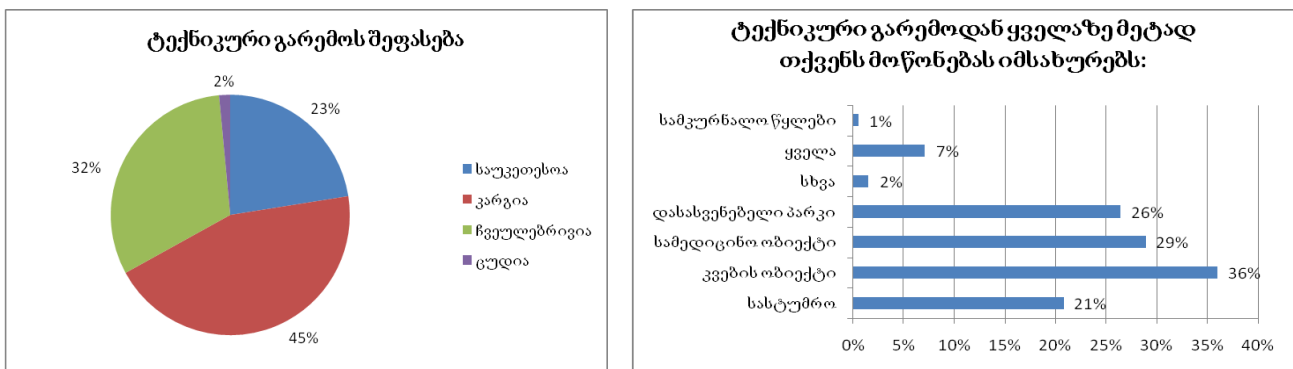 ტექნიკური გარემოს შეფასება
2%
23%
32%
45%
საუკეთესოა
კარგია
ჩვეულებრივია
ცუდია
ტექნიკური გარემოდან ყველაზე მეტად
თქვენს მოწონებას იმსახურებს:
სამკურნალო წყლები
1%
ყველა
7%
სხვა
2%
დასასვენებელი პარკი
26%
სამედიცინო ობიექტი
29%
კვების ობიექტი
36%
სასტუმრო
21%
0% 5% 10% 15% 20% 25% 30% 35% 40%